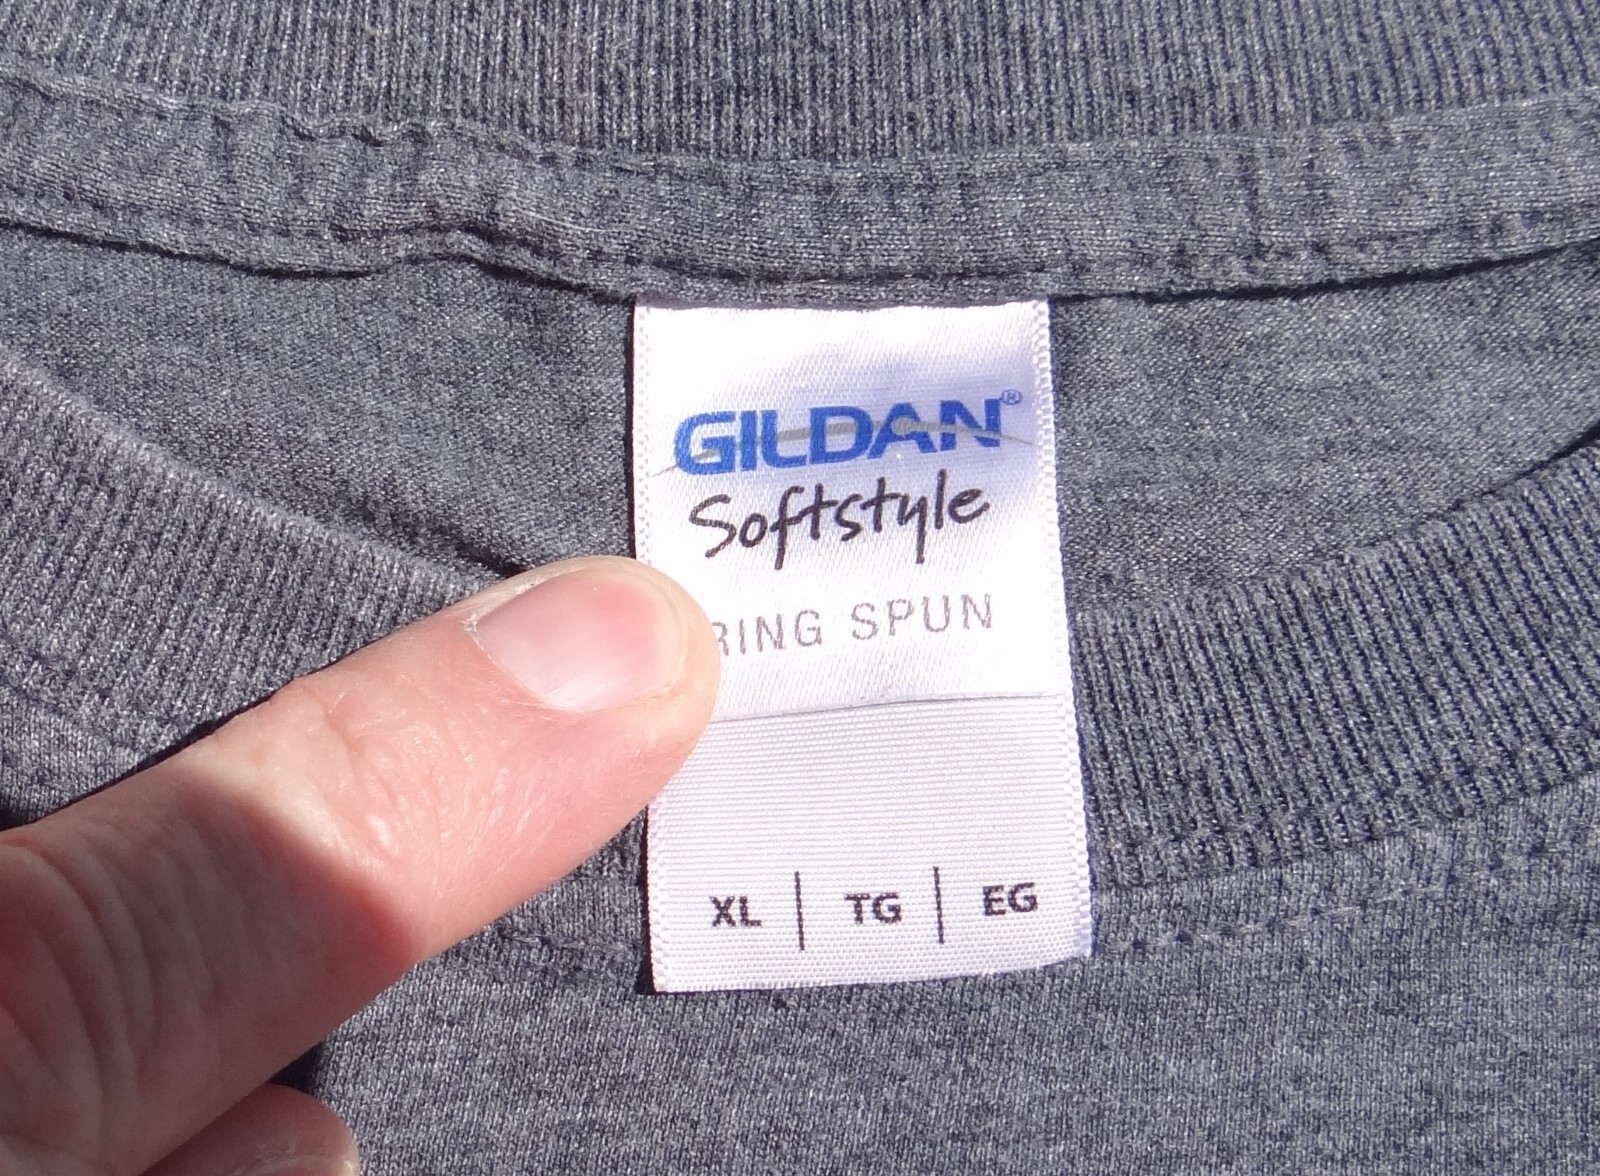 GILDAN®
Softstyle
RING SPUN
XL | TG | EG